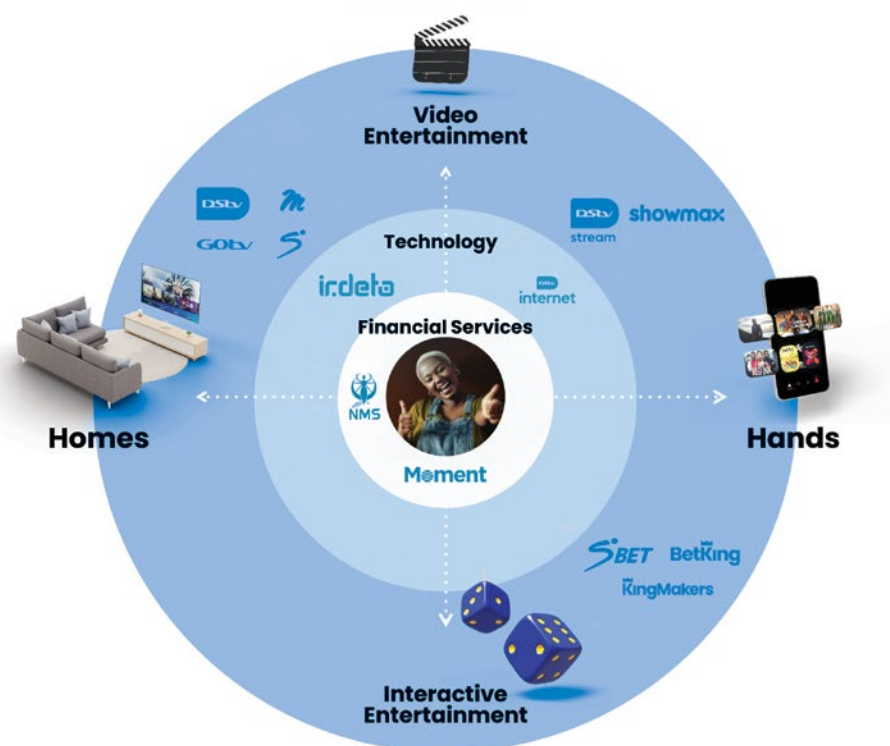 Video
Entertainment
DStv
M
GOtv
S
DStv
stream
showmax
Technology
irdeto
DStv
internet
Financial Services
NMS
Moment
Homes
Hands
SBET
BetKing
KingMakers
Interactive
Entertainment